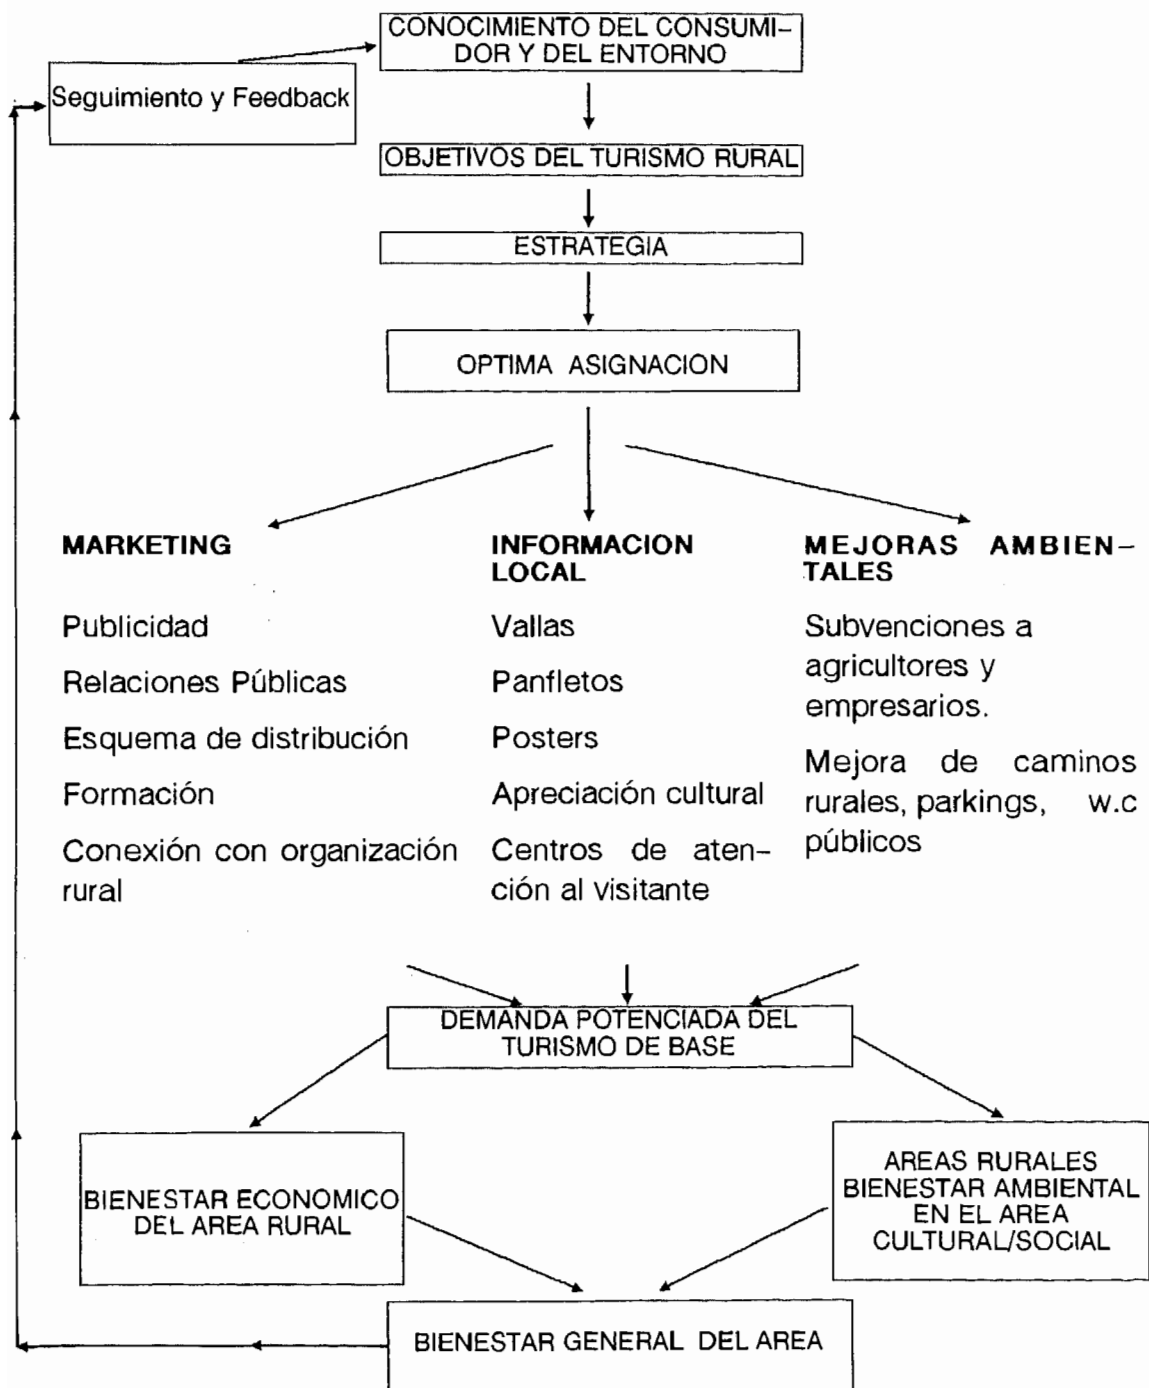 CONOCIMIENTO DEL CONSUMI-
DOR Y DEL ENTORNO
Seguimiento y Feedback
OBJETIVOS DEL TURISMO RURAL
ESTRATEGIA
OPTIMA ASIGNACION
MARKETING
Publicidad
Relaciones Públicas
Esquema de distribución
Formación
Conexión con organización
rural
INFORMACION
LOCAL
Vallas
Panfletos
Posters
Apreciación cultural
Centros de aten-
ción al visitante
MEJORAS AMBIEN-
TALES
Subvenciones a
agricultores y
empresarios.
Mejora de caminos
rurales, parkings, w.c
públicos
DEMANDA POTENCIADA DEL
TURISMO DE BASE
BIENESTAR ECONOMICO
DEL AREA RURAL
AREAS RURALES
BIENESTAR AMBIENTAL
EN EL AREA
CULTURAL/SOCIAL
BIENESTAR GENERAL DEL AREA